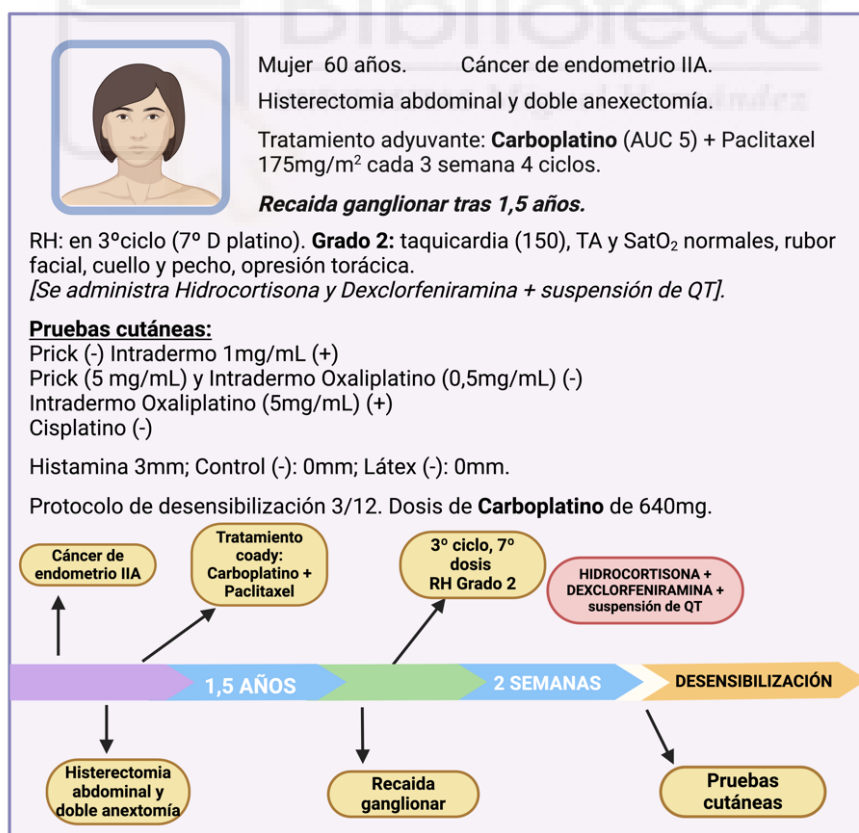 Biblioteca
Mujer 60 años. Cáncer de endometrio IIA.
Histerectomia abdominal y doble anexectomía.
Tratamiento adyuvante: Carboplatino (AUC 5) + Paclitaxel
175mg/m² cada 3 semana 4 ciclos.
Recaida ganglionar tras 1,5 años.
RH: en 3ºciclo (7º D platino). Grado 2: taquicardia (150), TA y SatO₂ normales, rubor
facial, cuello y pecho, opresión torácica.
[Se administra Hidrocortisona y Dexclorfeniramina + suspensión de QT].
Pruebas cutáneas:
Prick (-) Intradermo 1mg/mL (+)
Prick (5 mg/mL) y Intradermo Oxaliplatino (0,5mg/mL) (-)
Intradermo Oxaliplatino (5mg/mL) (+)
Cisplatino (-)
Histamina 3mm; Control (-): 0mm; Látex (-): 0mm.
Protocolo de desensibilización 3/12. Dosis de Carboplatino de 640mg.
Cáncer de
endometrio IIA
Tratamiento
coady:
Carboplatino +
Paclitaxel
3º ciclo, 7º
dosis
RH Grado 2
HIDROCORTISONA +
DEXCLORFENIRAMINA +
suspensión de QT
1,5 AÑOS
2 SEMANAS
DESENSIBILIZACIÓN
Histerectomia
abdominal y
doble anextomía
Recaida
ganglionar
Pruebas
cutáneas